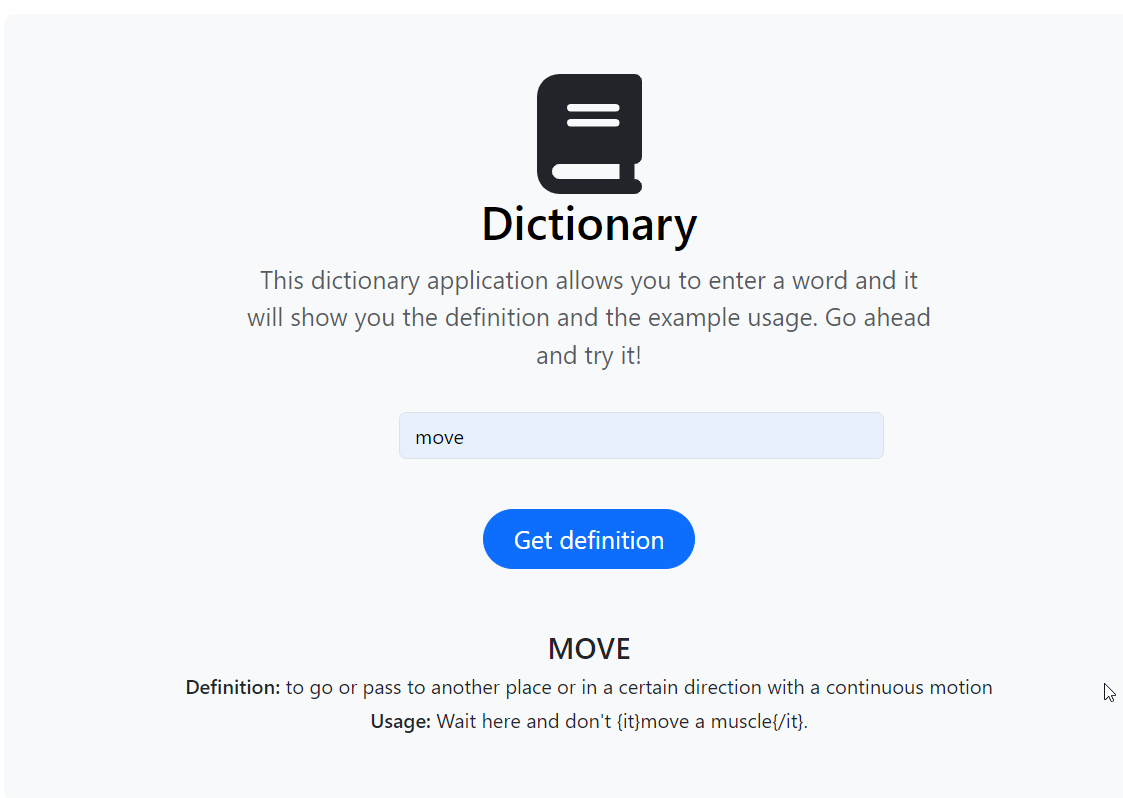 Dictionary
This dictionary application allows you to enter a word and it
will show you the definition and the example usage. Go ahead
and try it!
move
Get definition
MOVE
Definition: to go or pass to another place or in a certain direction with a continuous motion
Usage: Wait here and don't {it}move a muscle{/it}.